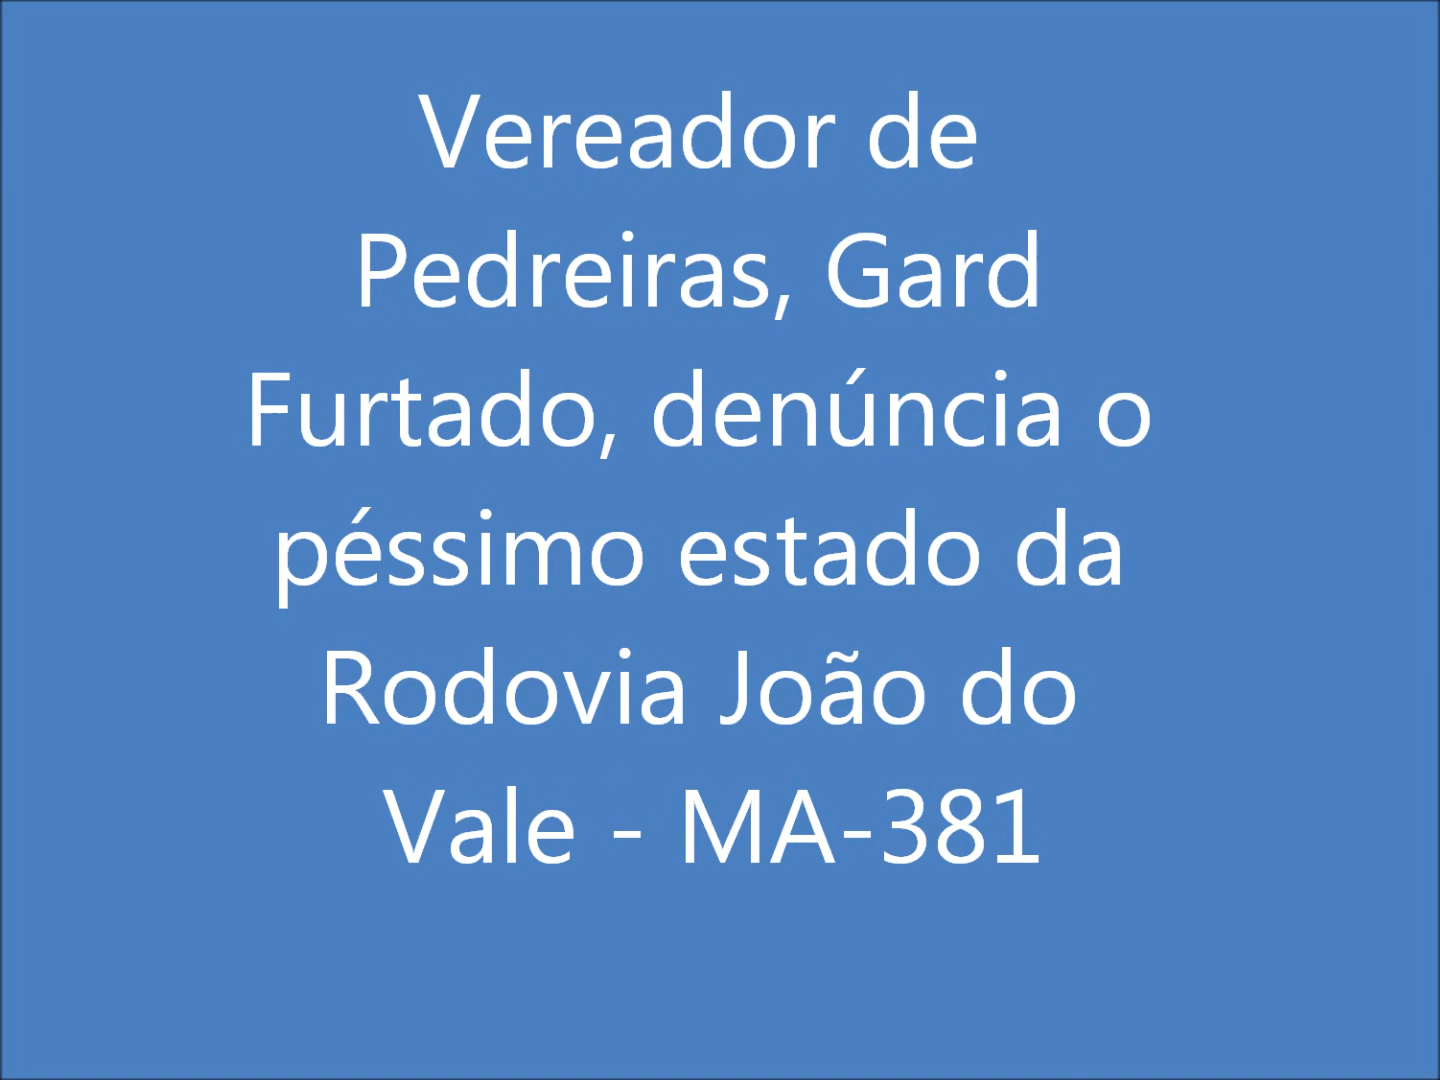 Vereador de
Pedreiras, Gard
Furtado, denúncia o
péssimo estado da
Rodovia João do
Vale - MA-381